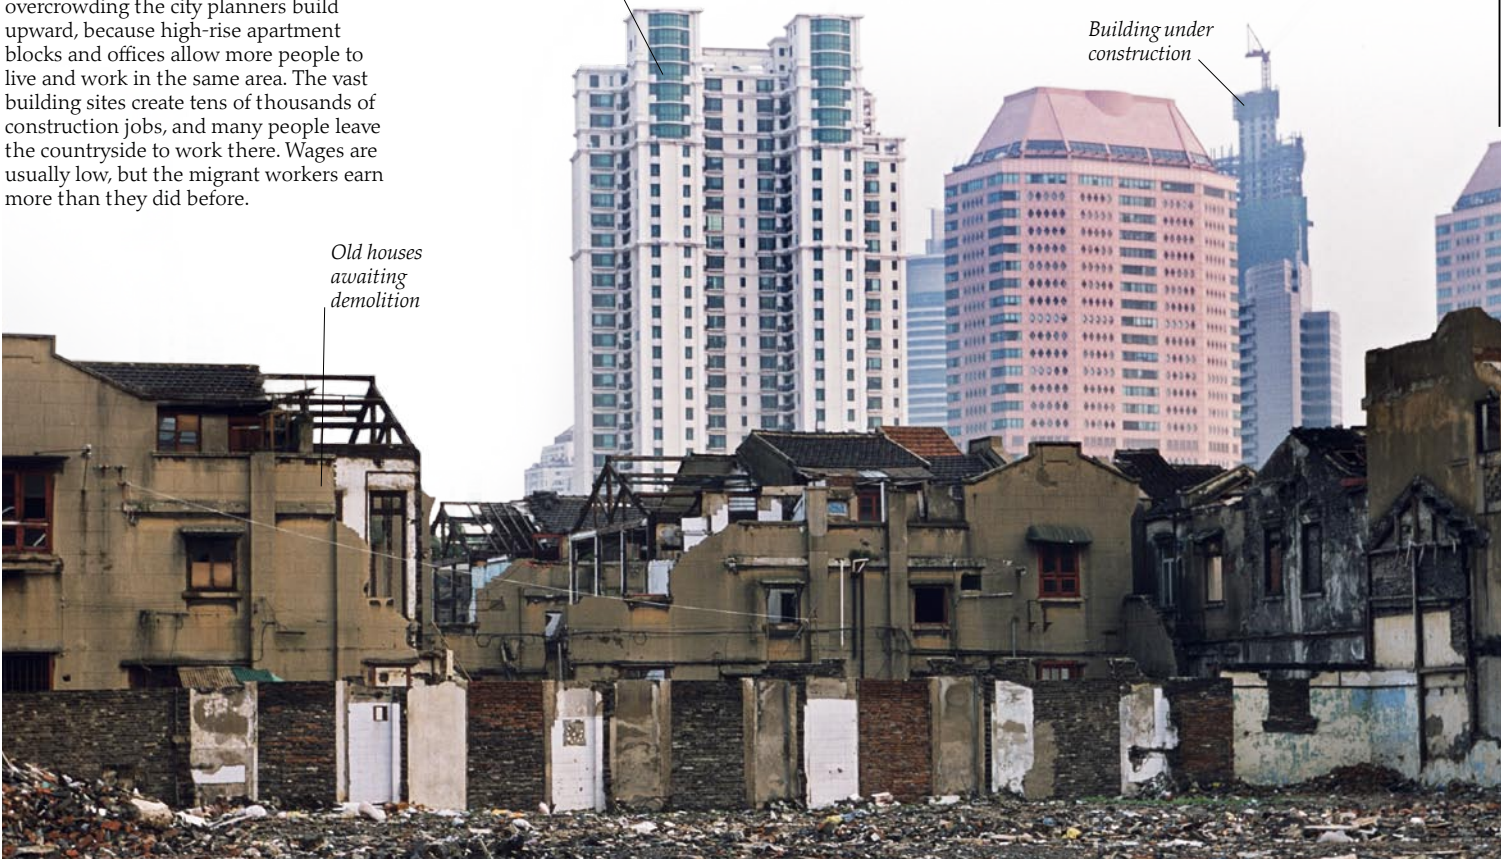 overcrowding the city planners build
upward, because high-rise apartment
blocks and offices allow more people to
live and work in the same area. The vast
building sites create tens of thousands of
construction jobs, and many people leave
the countryside to work there. Wages are
usually low, but the migrant workers earn
more than they did before.
Building under
construction
Old houses
awaiting
demolition